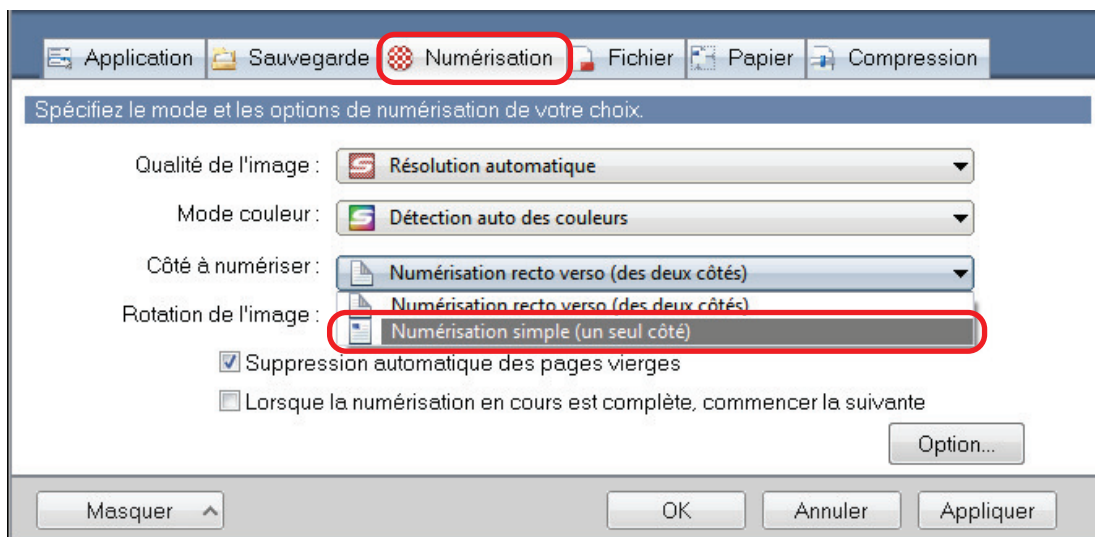 Application Sauvegarde Numérisation Fichier Papier Compression
Spécifiez le mode et les options de numérisation de votre choix.
Qualité de l'image : Résolution automatique
Mode couleur : Détection auto des couleurs
Côté à numériser : Numérisation recto verso (des deux côtés)
Numérisation recto verso (des deux côtés)
Rotation de l'image :
Numérisation simple (un seul côté)
Suppression automatique des pages vierges
Lorsque la numérisation en cours est complète, commencer la suivante
Option...
Masquer OK Annuler Appliquer